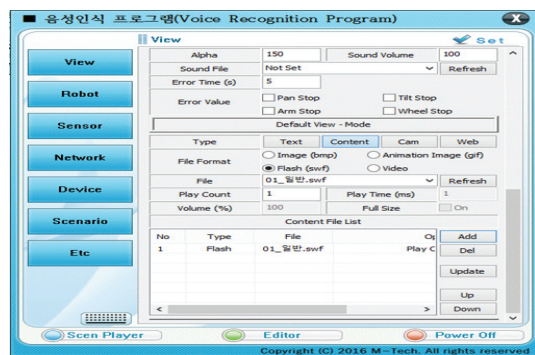 음성인식 프로그램(Voice Recognition Program)
View
Set
View
Robot
Sensor
Network
Device
Scenario
Etc
Alpha 150 Sound Volume 100
Sound File Not Set Refresh
Error Time (s) 5
Error Value Pan Stop Tilt Stop
Arm Stop Wheel Stop
Default View - Mode
Type Text Content Cam Web
File Format Image (bmp) Animation Image (gif)
Flash (swf) Video
File 01_일반.swf Refresh
Play Count 1 Play Time (ms) 1
Volume (%) 100 Full Size On
Content File List
No Type File Op Add
1 Flash 01_일반.swf Play C Del
Update
Up
Down
Scen Player Editor Power Off
Copyright (C) 2016 M-Tech. All rights reserved